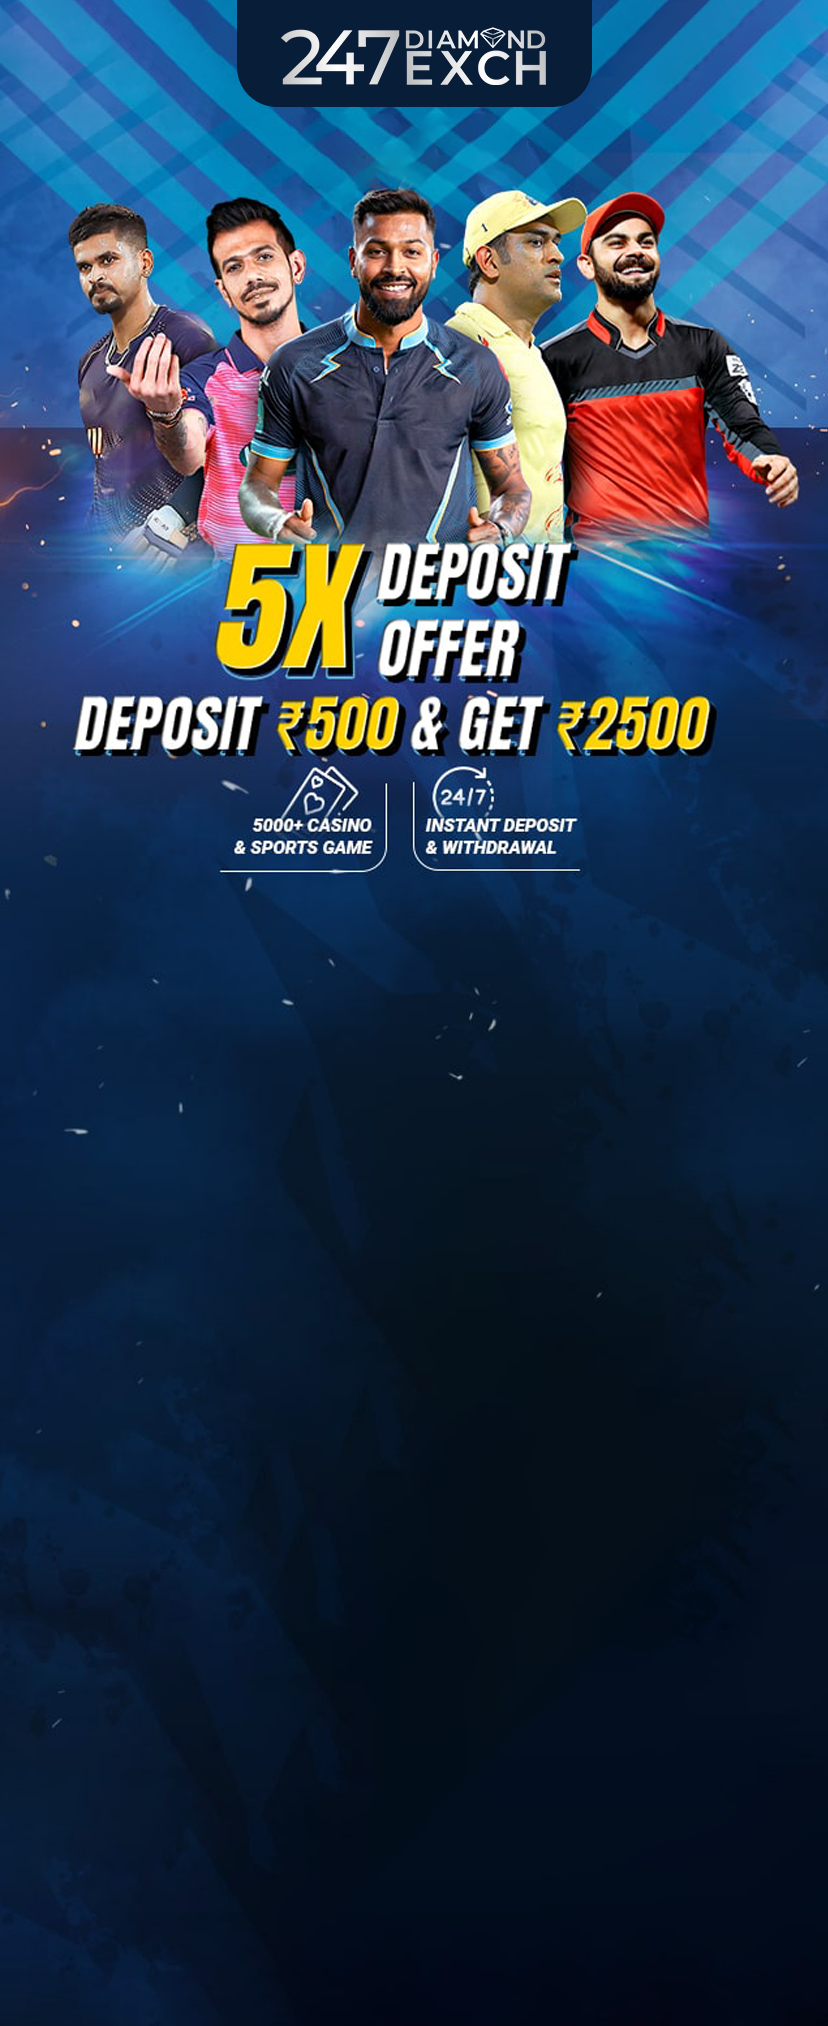 247 DIAMOND
EXCH
5X DEPOSIT
OFFER
DEPOSIT ₹500 & GET ₹2500
24/7
5000+ CASINO
& SPORTS GAME
INSTANT DEPOSIT
& WITHDRAWAL